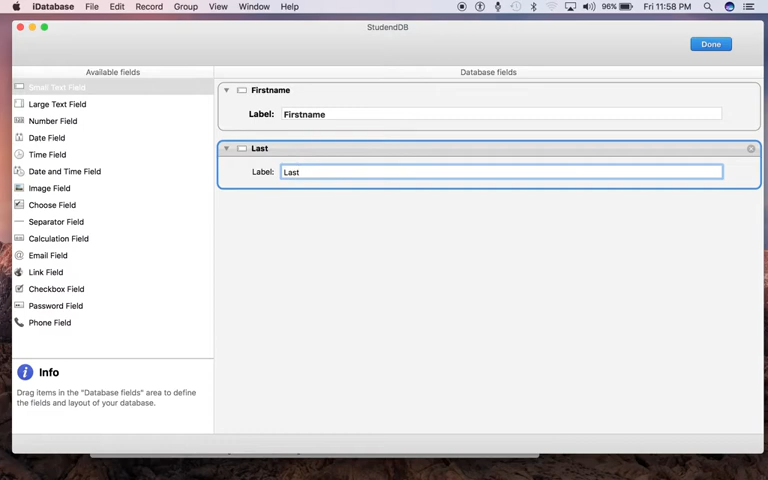 iDatabase File Edit Record Group View Window Help 96% Fri 11:58 PM
StudendDB
Done
Available fields
Database fields
Small Text Field
Large Text Field
Number Field
Date Field
Time Field
Date and Time Field
Image Field
Choose Field
Separator Field
Calculation Field
Email Field
Link Field
Checkbox Field
Password Field
Phone Field
Firstname
Label: Firstname
Last
Label: Last
Info
Drag items in the "Database fields" area to define
the fields and layout of your database.